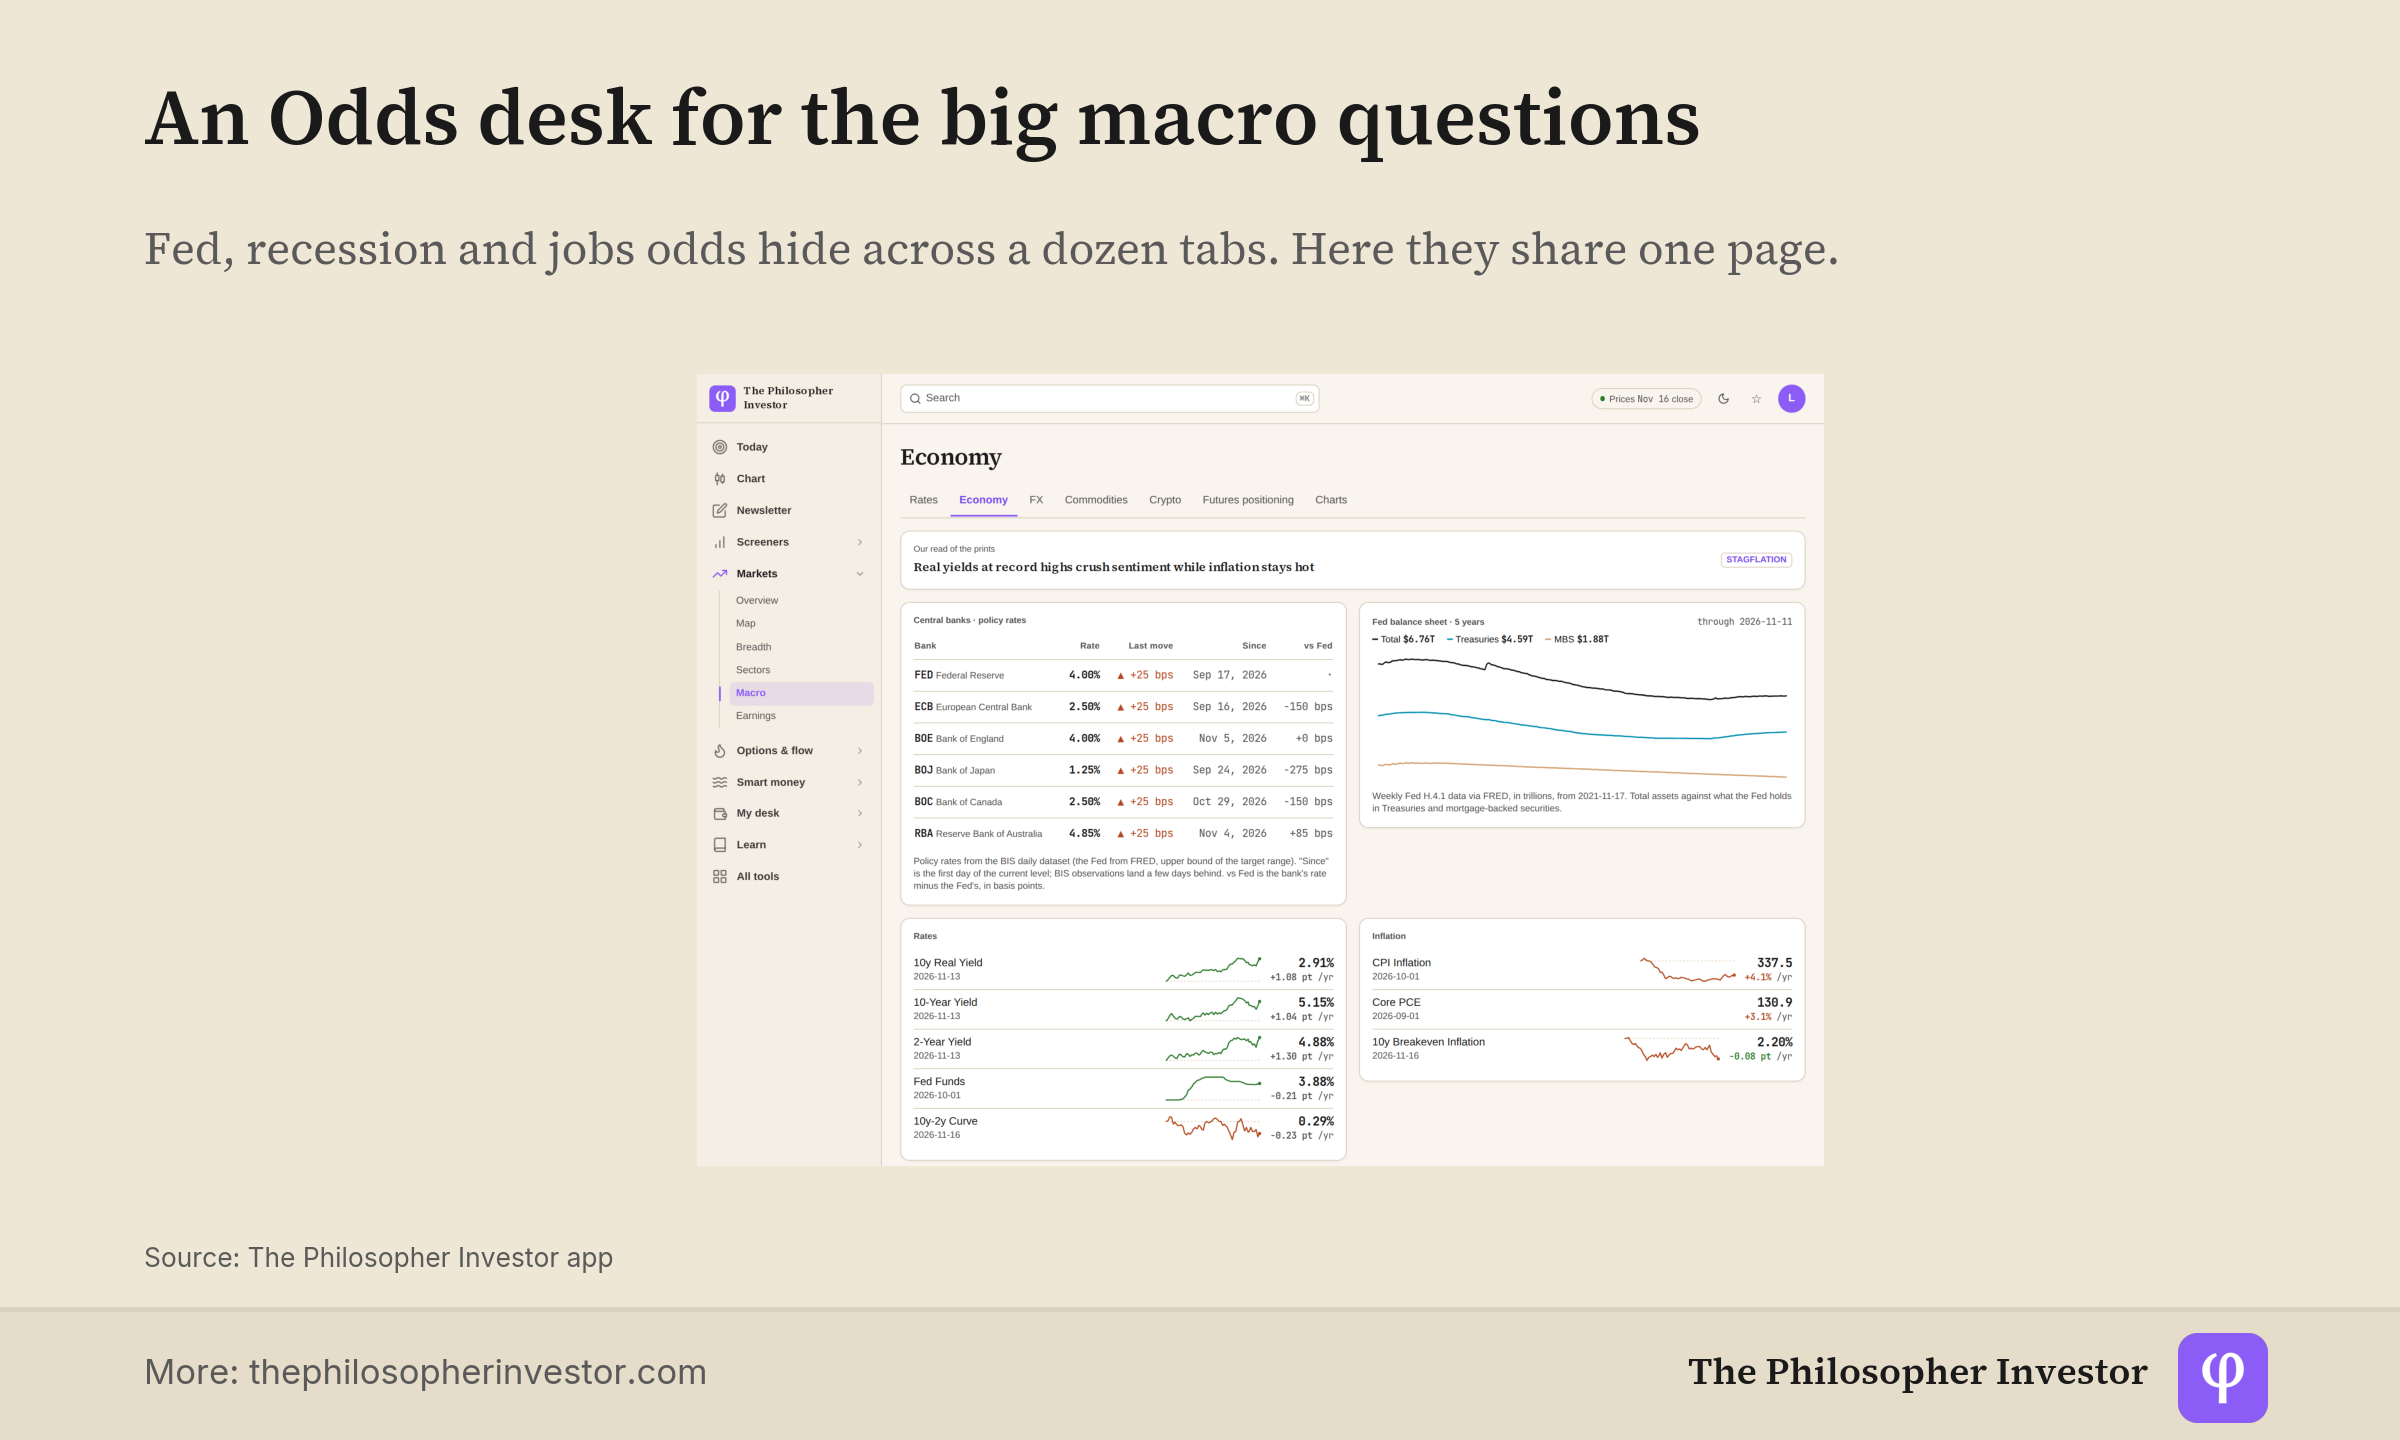 An Odds desk for the big macro questions
Fed, recession and jobs odds hide across a dozen tabs. Here they share one page.
φ The Philosopher
Investor
Today
Chart
Newsletter
Screeners
Markets
Overview
Map
Breadth
Sectors
Macro
Earnings
Options & flow
Smart money
My desk
Learn
All tools
Search ⌘K
Prices Nov 16 close ☆ L
Economy
Rates Economy FX Commodities Crypto Futures positioning Charts
Our read of the prints
Real yields at record highs crush sentiment while inflation stays hot
STAGFLATION
Central banks · policy rates
Bank Rate Last move Since vs Fed
FED Federal Reserve 4.00% ▲ +25 bps Sep 17, 2026 ·
ECB European Central Bank 2.50% ▲ +25 bps Sep 16, 2026 -150 bps
BOE Bank of England 4.00% ▲ +25 bps Nov 5, 2026 +0 bps
BOJ Bank of Japan 1.25% ▲ +25 bps Sep 24, 2026 -275 bps
BOC Bank of Canada 2.50% ▲ +25 bps Oct 29, 2026 -150 bps
RBA Reserve Bank of Australia 4.85% ▲ +25 bps Nov 4, 2026 +85 bps
Policy rates from the BIS daily dataset (the Fed from FRED, upper bound of the target range). "Since"
is the first day of the current level; BIS observations land a few days behind. vs Fed is the bank's rate
minus the Fed's, in basis points.
Fed balance sheet · 5 years through 2026-11-11
Total $6.76T Treasuries $4.59T MBS $1.88T
Weekly Fed H.4.1 data via FRED, in trillions, from 2021-11-17. Total assets against what the Fed holds
in Treasuries and mortgage-backed securities.
Rates
10y Real Yield 2.91%
2026-11-13 +1.08 pt /yr
10-Year Yield 5.15%
2026-11-13 +1.04 pt /yr
2-Year Yield 4.88%
2026-11-13 +1.30 pt /yr
Fed Funds 3.88%
2026-10-01 -0.21 pt /yr
10y-2y Curve 0.29%
2026-11-16 -0.23 pt /yr
Inflation
CPI Inflation 337.5
2026-10-01 +4.1% /yr
Core PCE 130.9
2026-09-01 +3.1% /yr
10y Breakeven Inflation 2.20%
2026-11-16 -0.08 pt /yr
Source: The Philosopher Investor app
More: thephilosopherinvestor.com
The Philosopher Investor φ